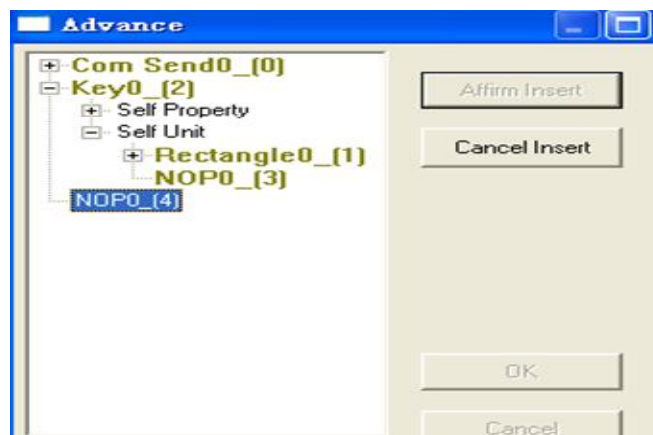 Advance
Com Send0_(0)
Key0_(2)
Self Property
Self Unit
Rectangle0_(1)
NOP0_(3)
NOP0_(4)
Affirm Insert
Cancel Insert
OK
Cancel